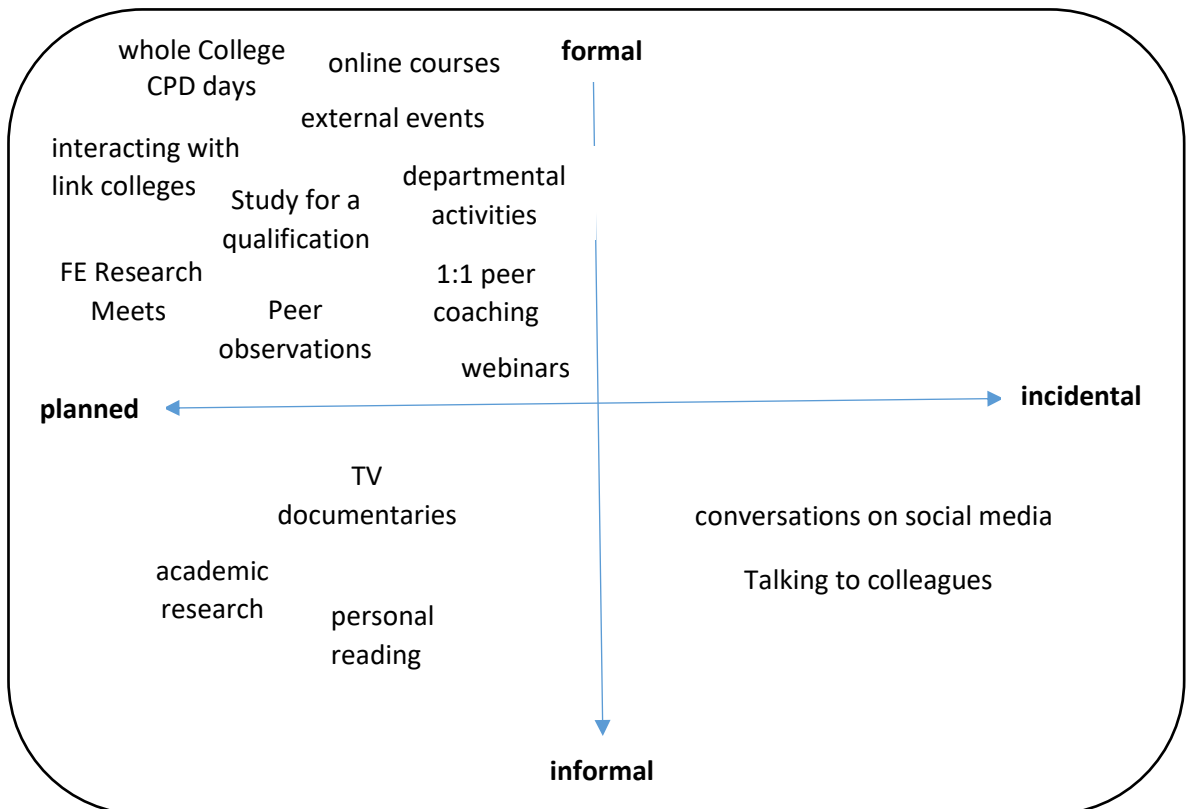 whole College
CPD days
online courses
formal
external events
interacting with
link colleges
departmental
activities
Study for a
qualification
FE Research
Meets
1:1 peer
coaching
Peer
observations
webinars
planned
incidental
TV
documentaries
conversations on social media
academic
research
Talking to colleagues
personal
reading
informal